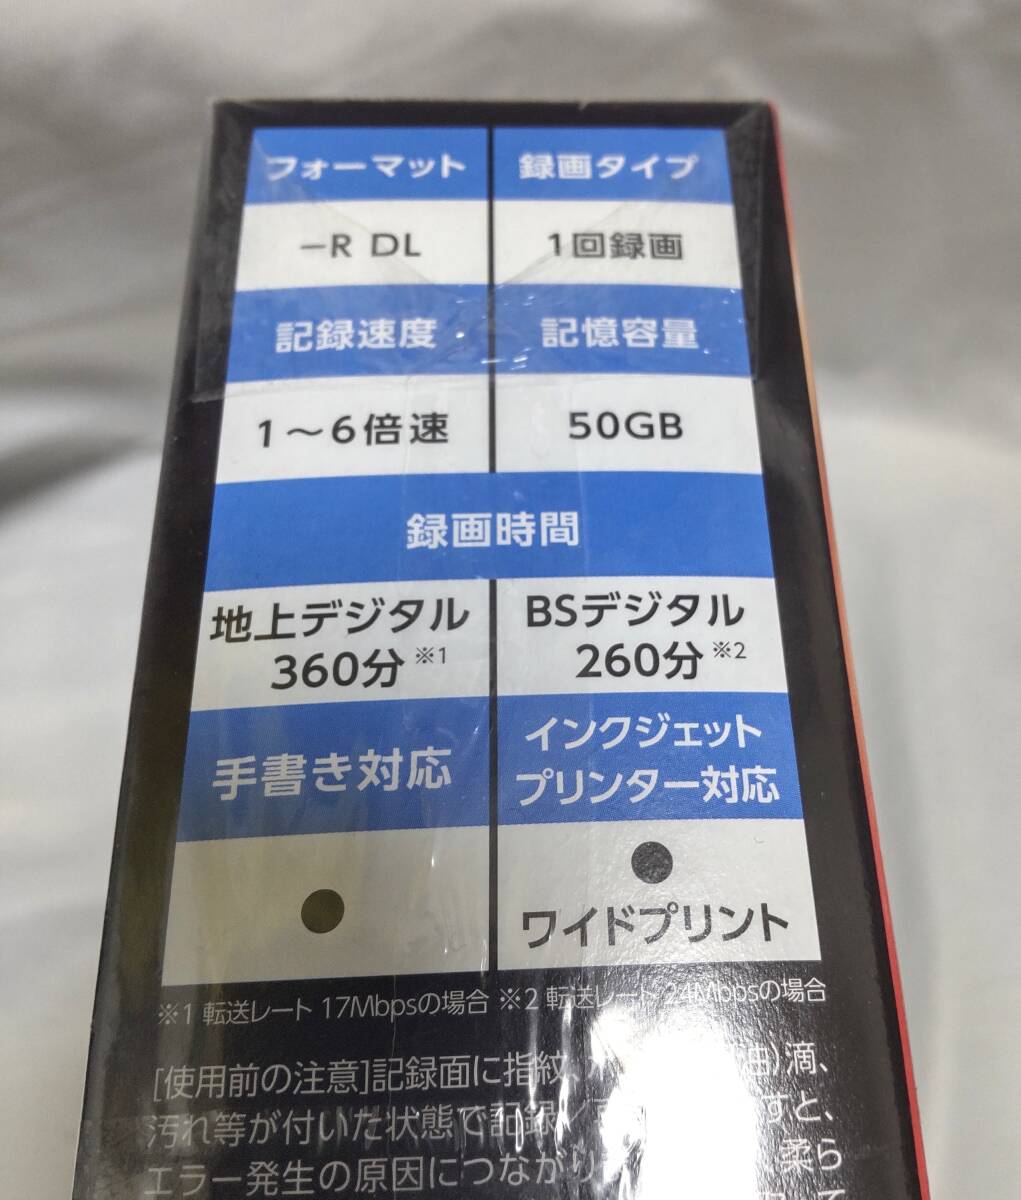 フォーマット 録画タイプ
−R DL 1回録画
記録速度 記憶容量
1～6倍速 50GB
録画時間
地上デジタル
360分 ※1
BSデジタル
260分 ※2
手書き対応
インクジェット
プリンター対応
●
●
ワイドプリント
※1 転送レート 17Mbpsの場合 ※2 転送レート 24Mbpsの場合
[使用前の注意]記録面に指紋、 滴、
汚れ等が付いた状態で記録 すと、
エラー発生の原因につながり 柔ら
て